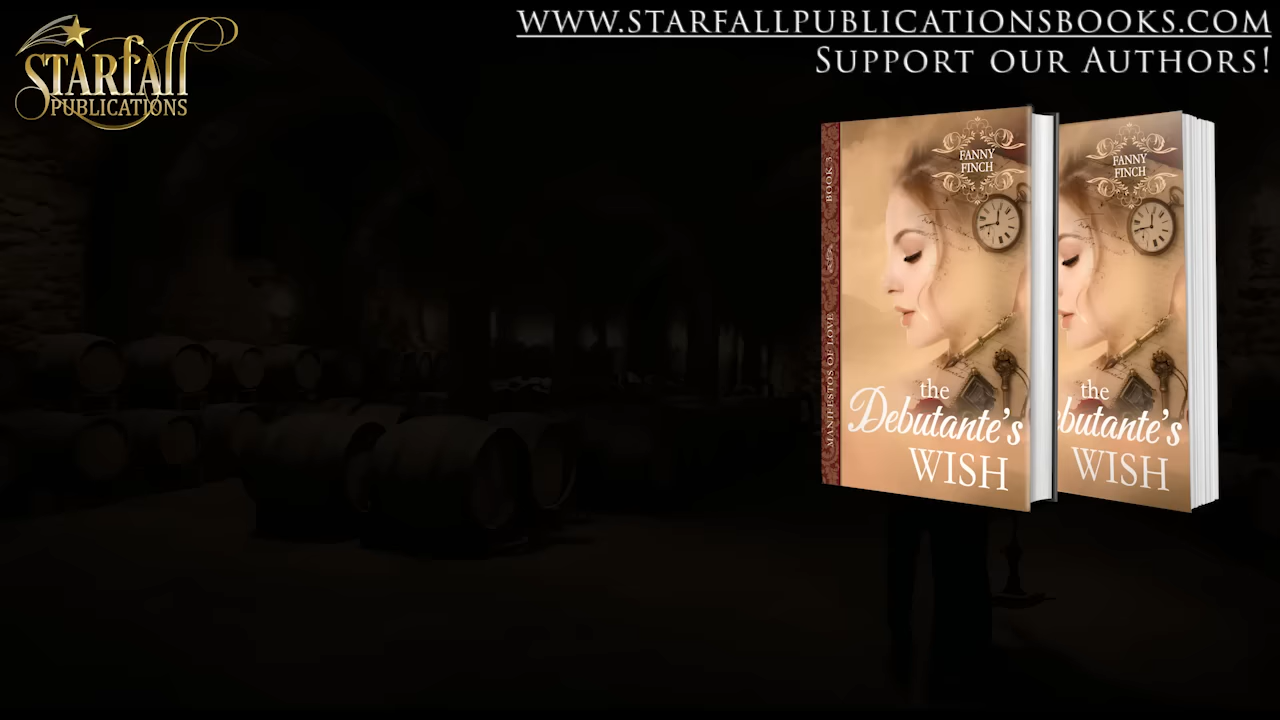 STARfall
PUBLICATIONS
WWW.STARFALLPUBLICATIONSBOOKS.COM
SUPPORT OUR AUTHORS!
BOOK 3
MANIFESTOS OF LOVE
FANNY
FINCH
the
Debutante's
WISH
FANNY
FINCH
the
ebutante's
WISH